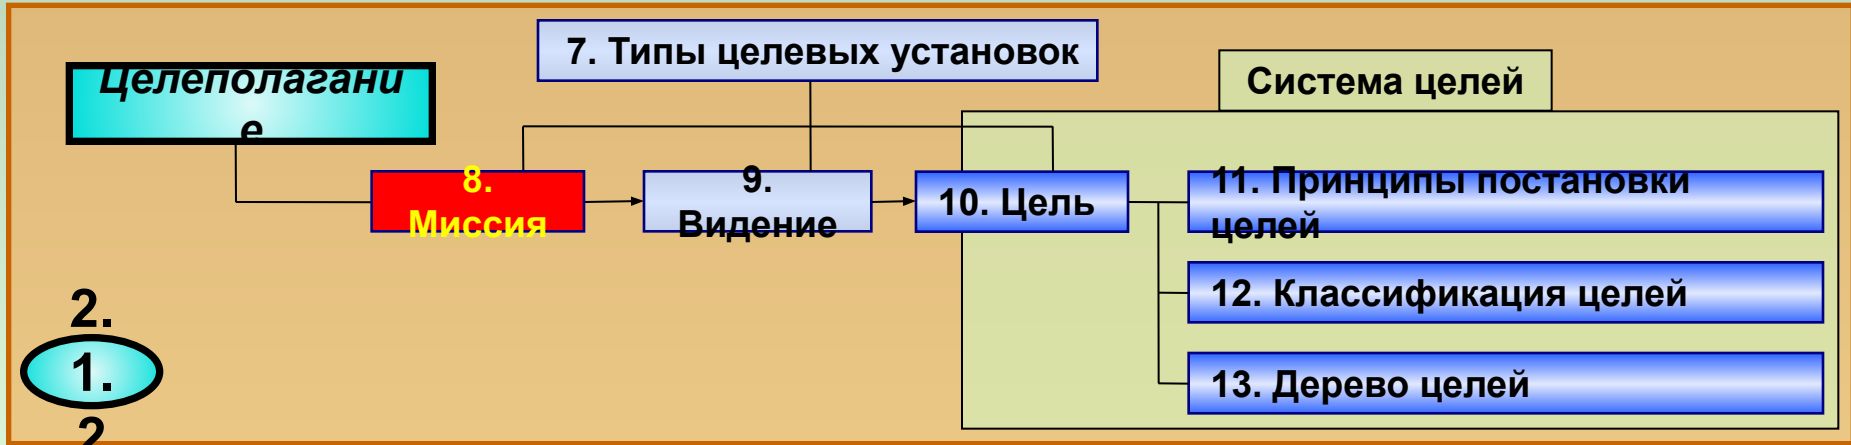 7. Типы целевых установок
Целеполагани
е
Система целей
8.
Миссия
9.
Видение
10. Цель
11. Принципы постановки
целей
12. Классификация целей
13. Дерево целей
2.
1.
2